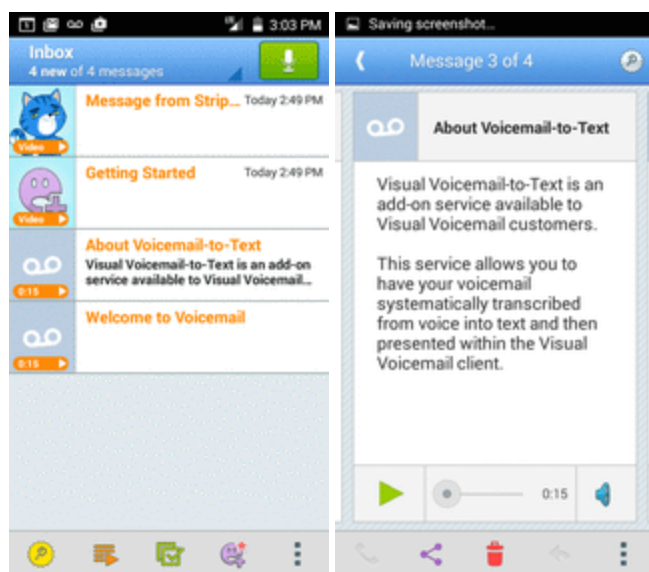 3:03 PM
Inbox
4 new of 4 messages
Message from Strip... Today 2:49 PM
Video
Getting Started Today 2:49 PM
Video
About Voicemail-to-Text
Visual Voicemail-to-Text is an add-on
service available to Visual Voicemail...
0:15
Welcome to Voicemail
0:15
Saving screenshot...
Message 3 of 4
About Voicemail-to-Text
Visual Voicemail-to-Text is an
add-on service available to
Visual Voicemail customers.
This service allows you to
have your voicemail
systematically transcribed
from voice into text and then
presented within the Visual
Voicemail client.
0:15